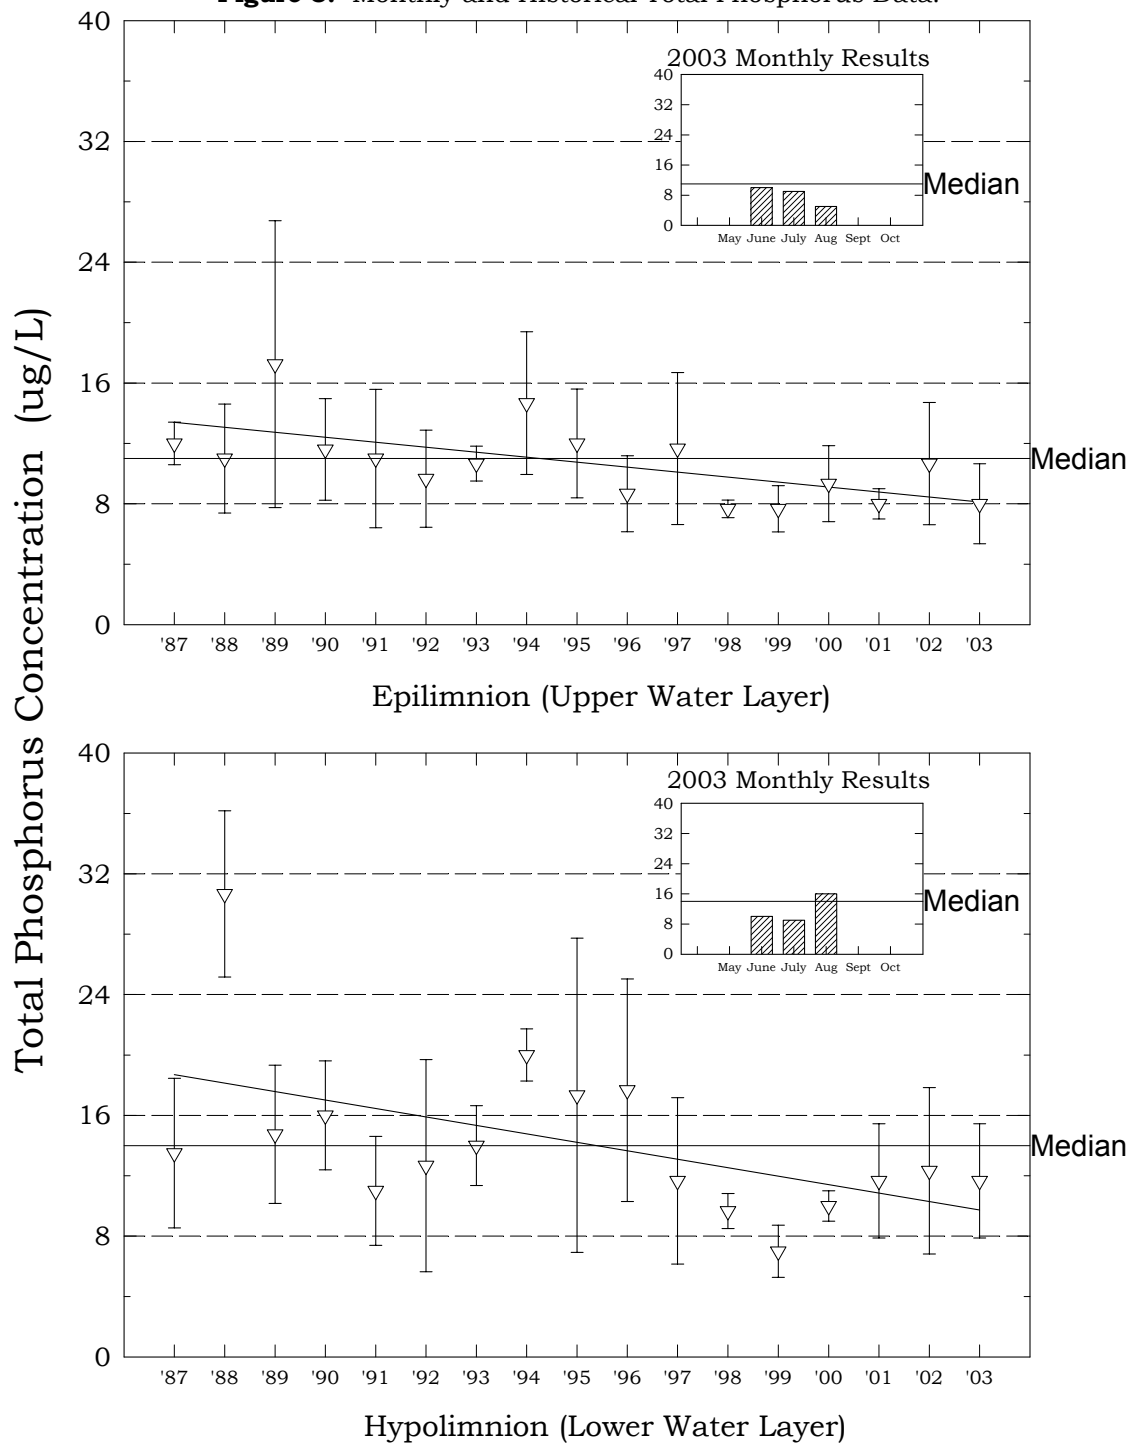 Figure 8. Monthly and Historical Total Phosphorus Data.
Total Phosphorus Concentration (ug/L)
40
32
24
16
8
0
2003 Monthly Results
40
32
24
16
8
0
May June July Aug Sept Oct
Median
Median
'87 '88 '89 '90 '91 '92 '93 '94 '95 '96 '97 '98 '99 '00 '01 '02 '03
Epilimnion (Upper Water Layer)
40
32
24
16
8
0
2003 Monthly Results
40
32
24
16
8
0
May June July Aug Sept Oct
Median
Median
'87 '88 '89 '90 '91 '92 '93 '94 '95 '96 '97 '98 '99 '00 '01 '02 '03
Hypolimnion (Lower Water Layer)